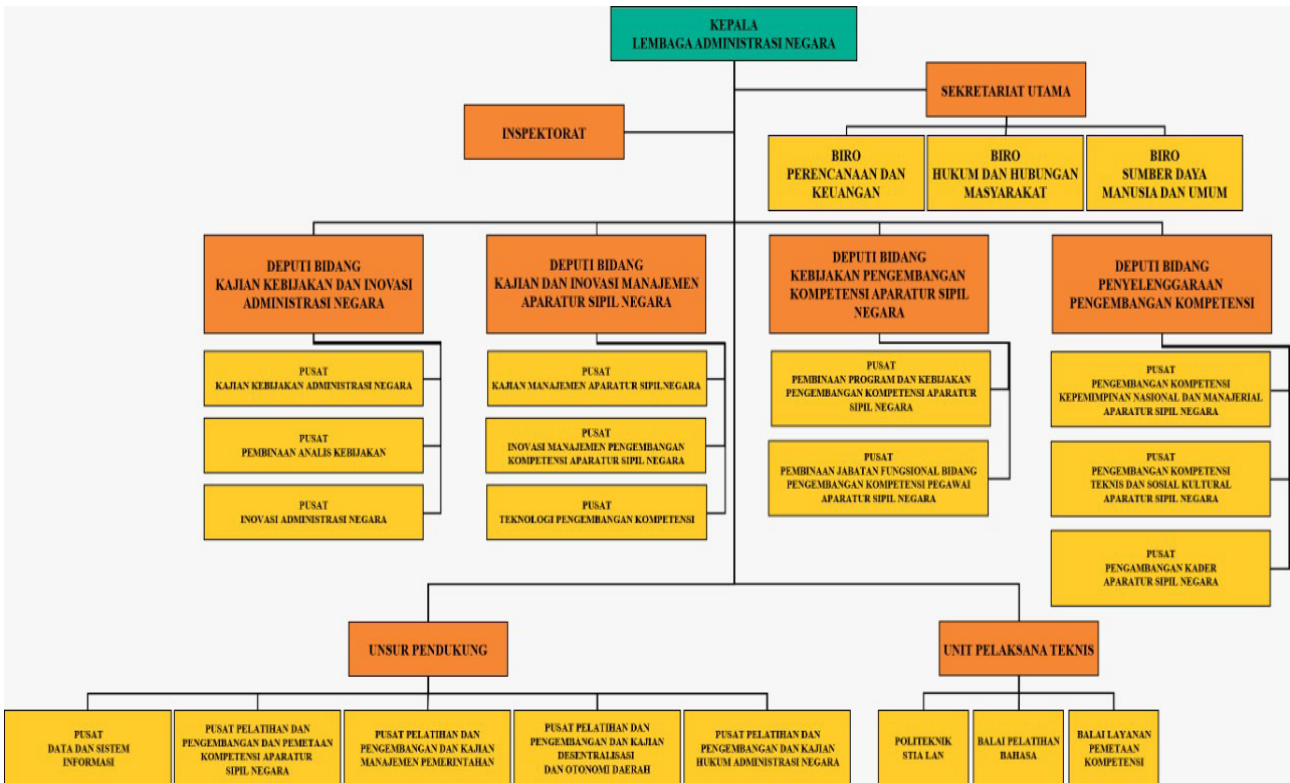 KEPALA
LEMBAGA ADMINISTRASI NEGARA
SEKRETARIAT UTAMA
INSPEKTORAT
BIRO
PERENCANAAN DAN
KEUANGAN
BIRO
HUKUM DAN HUBUNGAN
MASYARAKAT
BIRO
SUMBER DAYA
MANUSIA DAN UMUM
DEPUTI BIDANG
KAJIAN KEBIJAKAN DAN INOVASI
ADMINISTRASI NEGARA
DEPUTI BIDANG
KAJIAN DAN INOVASI MANAJEMEN
APARATUR SIPIL NEGARA
DEPUTI BIDANG
KEBIJAKAN PENGEMBANGAN
KOMPETENSI APARATUR SIPIL
NEGARA
DEPUTI BIDANG
PENYELENGGARAAN
PENGEMBANGAN KOMPETENSI
PUSAT
KAJIAN KEBIJAKAN ADMINISTRASI NEGARA
PUSAT
PEMBINAAN ANALIS KEBIJAKAN
PUSAT
INOVASI ADMINISTRASI NEGARA
PUSAT
KAJIAN MANAJEMEN APARATUR SIPILNEGARA
PUSAT
INOVASI MANAJEMEN PENGEMBANGAN
KOMPETENSI APARATUR SIPIL NEGARA
PUSAT
TEKNOLOGI PENGEMBANGAN KOMPETENSI
PUSAT
PEMBINAAN PROGRAM DAN KEBIJAKAN
PENGEMBANGAN KOMPETENSI APARATUR
SIPIL NEGARA
PUSAT
PEMBINAAN JABATAN FUNGSIONAL BIDANG
PENGEMBANGAN KOMPETENSI PEGAWAI
APARATUR SIPIL NEGARA
PUSAT
PENGEMBANGAN KOMPETENSI
KEPEMIMPINAN NASIONAL DAN MANAJERIAL
APARATUR SIPIL NEGARA
PUSAT
PENGEMBANGAN KOMPETENSI
TEKNIS DAN SOSIAL KULTURAL
APARATUR SIPIL NEGARA
PUSAT
PENGAMBANGAN KADER
APARATUR SIPIL NEGARA
UNSUR PENDUKUNG
UNIT PELAKSANA TEKNIS
PUSAT
DATA DAN SISTEM
INFORMASI
PUSAT PELATIHAN DAN
PENGEMBANGAN DAN PEMETAAN
KOMPETENSI APARATUR
SIPIL NEGARA
PUSAT PELATIHAN DAN
PENGEMBANGAN DAN KAJIAN
MANAJEMEN PEMERINTAHAN
PUSAT PELATIHAN DAN
PENGEMBANGAN DAN KAJIAN
DESENTRALISASI
DAN OTONOMI DAERAH
PUSAT PELATIHAN DAN
PENGEMBANGAN DAN KAJIAN
HUKUM ADMINISTRASI NEGARA
POLITEKNIK
STIA LAN
BALAI PELATIHAN
BAHASA
BALAI LAYANAN
PEMETAAN
KOMPETENSI